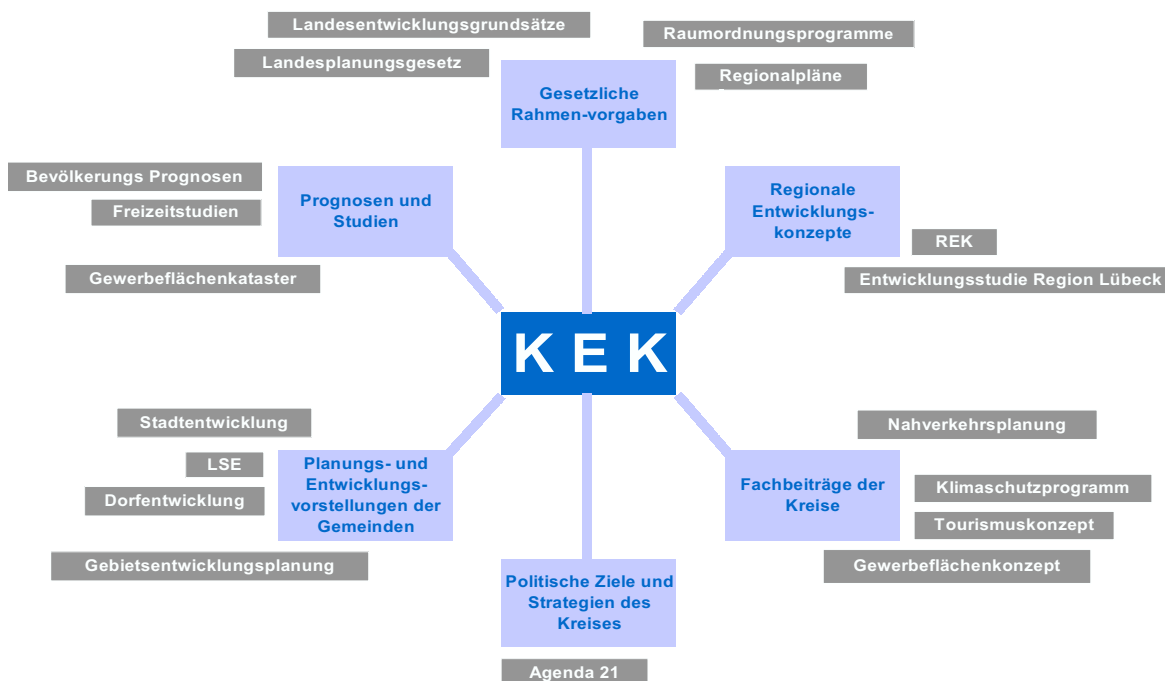 Landesentwicklungsgrundsätze
Raumordnungsprogramme
Landesplanungsgesetz
Regionalpläne
Gesetzliche
Rahmen-vorgaben
Bevölkerungs Prognosen
Freizeitstudien
Gewerbeflächenkataster
Prognosen und
Studien
Regionale
Entwicklungs-
konzepte
REK
Entwicklungsstudie Region Lübeck
K E K
Stadtentwicklung
LSE
Dorfentwicklung
Gebietsentwicklungsplanung
Planungs- und
Entwicklungs-
vorstellungen der
Gemeinden
Nahverkehrsplanung
Fachbeiträge der
Kreise
Klimaschutzprogramm
Tourismuskonzept
Gewerbeflächenkonzept
Politische Ziele und
Strategien des
Kreises
Agenda 21